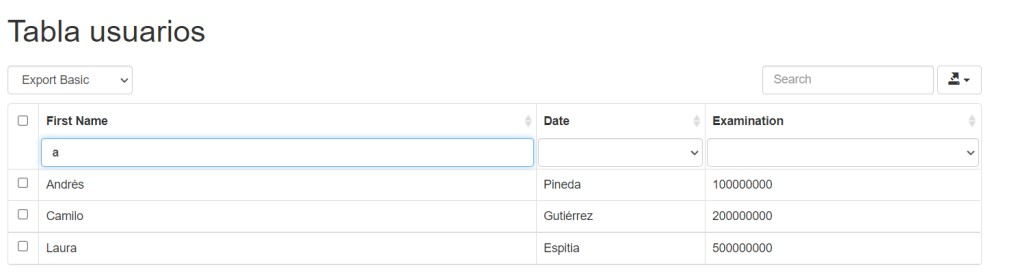 Tabla usuarios
Export Basic
Search
First Name Date Examination
a
Andrés Pineda 100000000
Camilo Gutiérrez 200000000
Laura Espitia 500000000